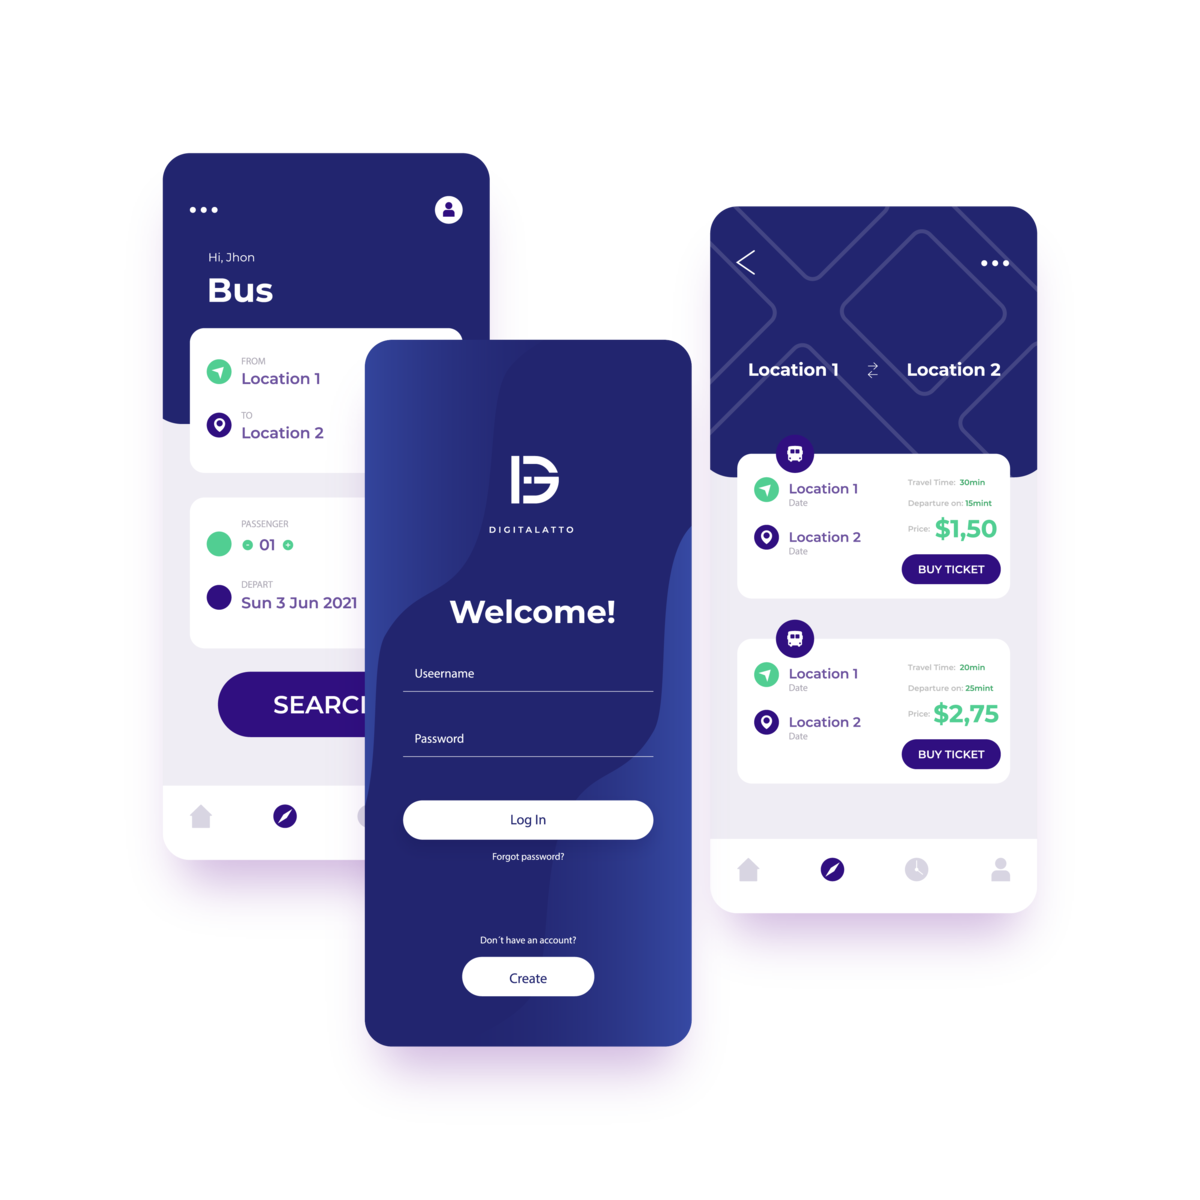 Hi, Jhon
Bus
FROM
Location 1
TO
Location 2
PASSENGER
01
DEPART
Sun 3 Jun 2021
SEARCH
DIGITALATTO
Welcome!
Useername
Password
Log In
Forgot password?
Don´t have an account?
Create
Location 1 Location 2
Location 1
Date
Location 2
Date
Travel Time: 30min
Departure on: 15mint
Price: $1,50
BUY TICKET
Location 1
Date
Location 2
Date
Travel Time: 20min
Departure on: 25mint
Price: $2,75
BUY TICKET